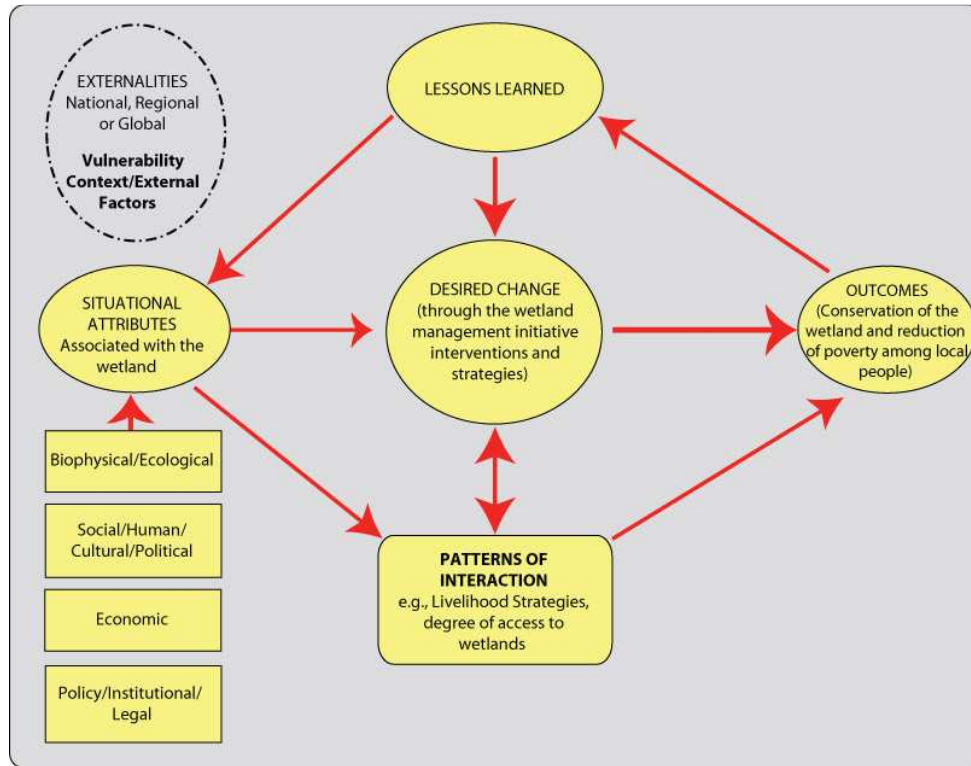 EXTERNALITIES
National, Regional
or Global
Vulnerability
Context/External
Factors
LESSONS LEARNED
SITUATIONAL
ATTRIBUTES
Associated with the
wetland
DESIRED CHANGE
(through the wetland
management initiative
interventions and
strategies)
OUTCOMES
(Conservation of the
wetland and reduction
of poverty among local
people)
Biophysical/Ecological
Social/Human/
Cultural/Political
Economic
Policy/Institutional/
Legal
PATTERNS OF
INTERACTION
e.g., Livelihood Strategies,
degree of access to
wetlands